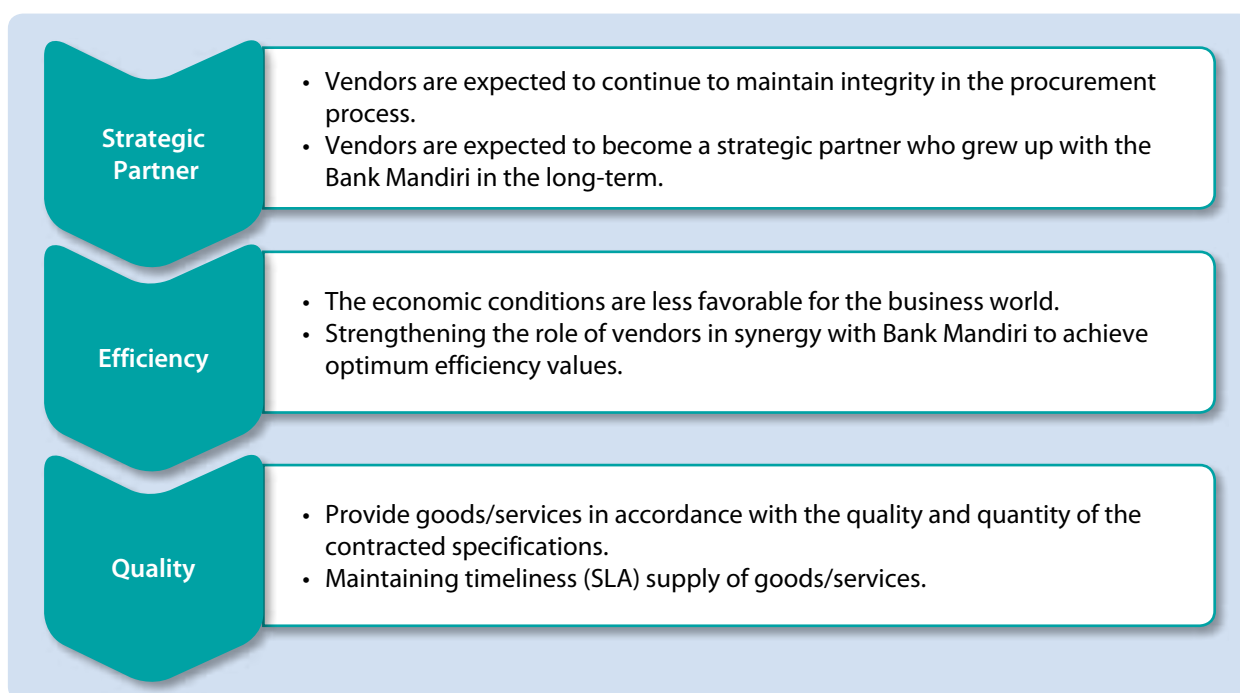 Strategic
Partner
• Vendors are expected to continue to maintain integrity in the procurement
process.
• Vendors are expected to become a strategic partner who grew up with the
Bank Mandiri in the long-term.
Efficiency
• The economic conditions are less favorable for the business world.
• Strengthening the role of vendors in synergy with Bank Mandiri to achieve
optimum efficiency values.
Quality
• Provide goods/services in accordance with the quality and quantity of the
contracted specifications.
• Maintaining timeliness (SLA) supply of goods/services.